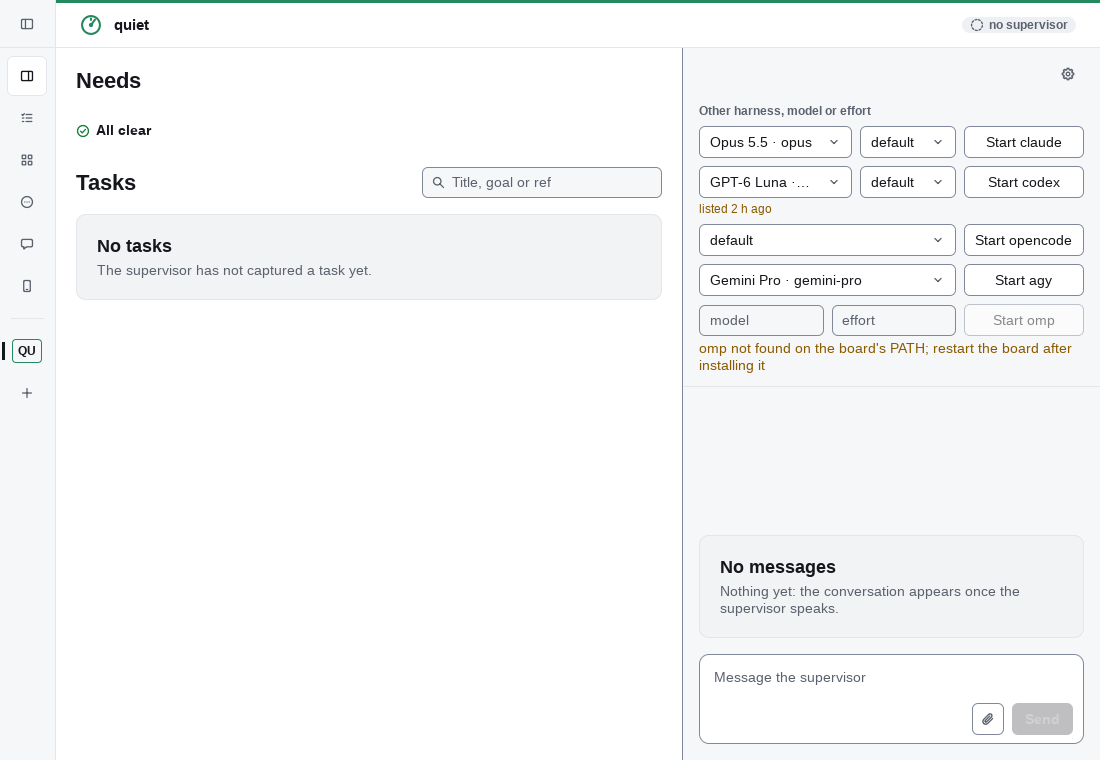 quiet
no supervisor
QU
Needs
All clear
Tasks
Title, goal or ref
No tasks
The supervisor has not captured a task yet.
Other harness, model or effort
Opus 5.5 · opus
default
Start claude
GPT-6 Luna ·…
default
Start codex
listed 2 h ago
default
Start opencode
Gemini Pro · gemini-pro
Start agy
model
effort
Start omp
omp not found on the board's PATH; restart the board after
installing it
No messages
Nothing yet: the conversation appears once the
supervisor speaks.
Message the supervisor
Send